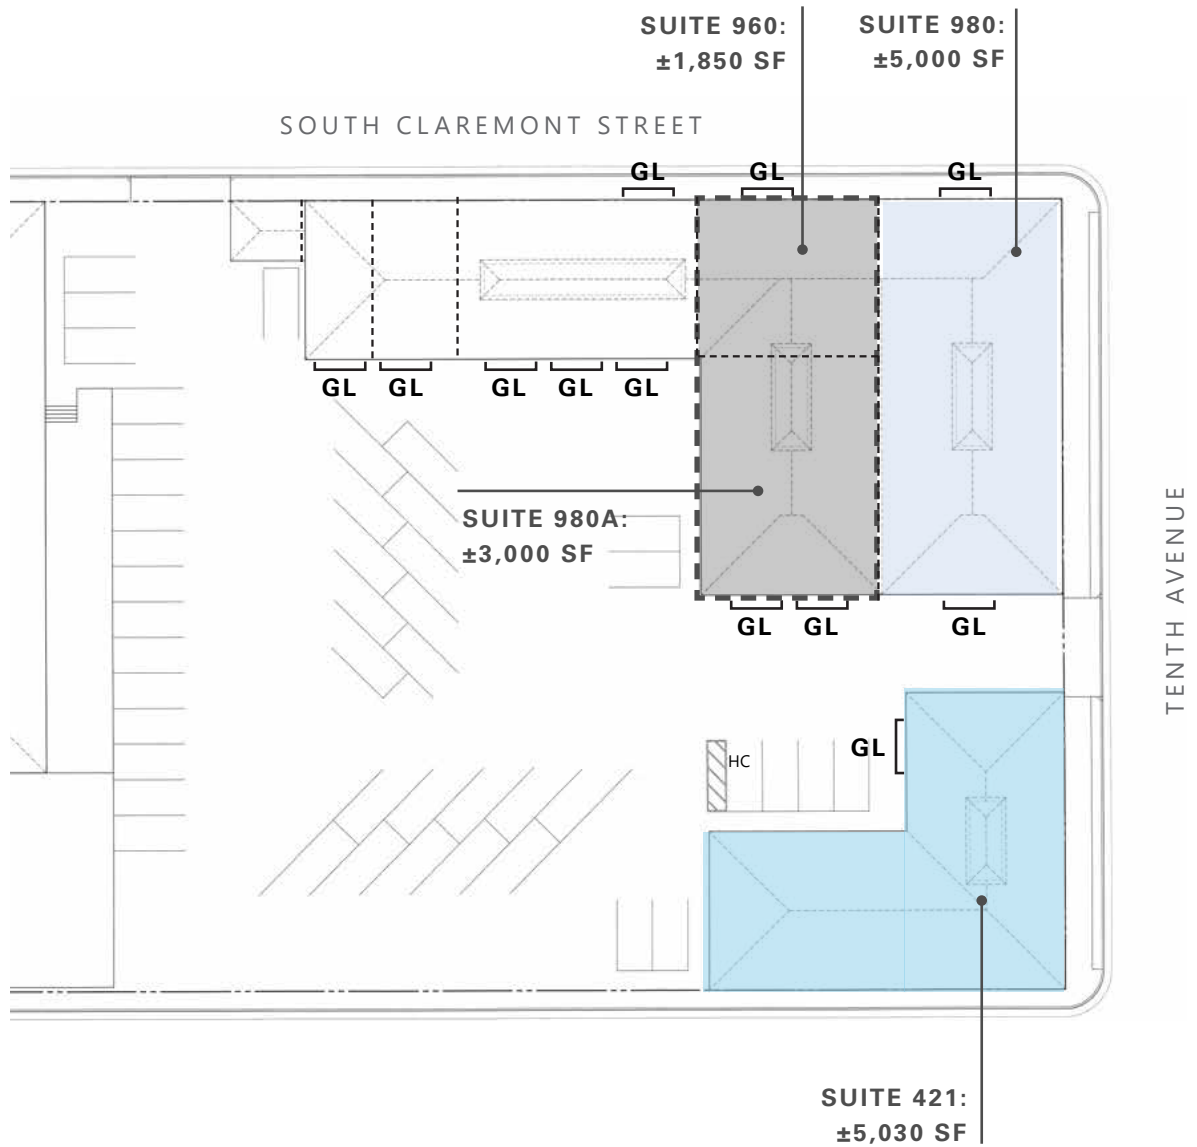 SUITE 960:
±1,850 SF
SUITE 980:
±5,000 SF
SOUTH CLAREMONT STREET
GL
GL
GL
GL
GL
GL
GL
GL
SUITE 980A:
±3,000 SF
TENTH AVENUE
GL
GL
GL
GL
HC
SUITE 421:
±5,030 SF